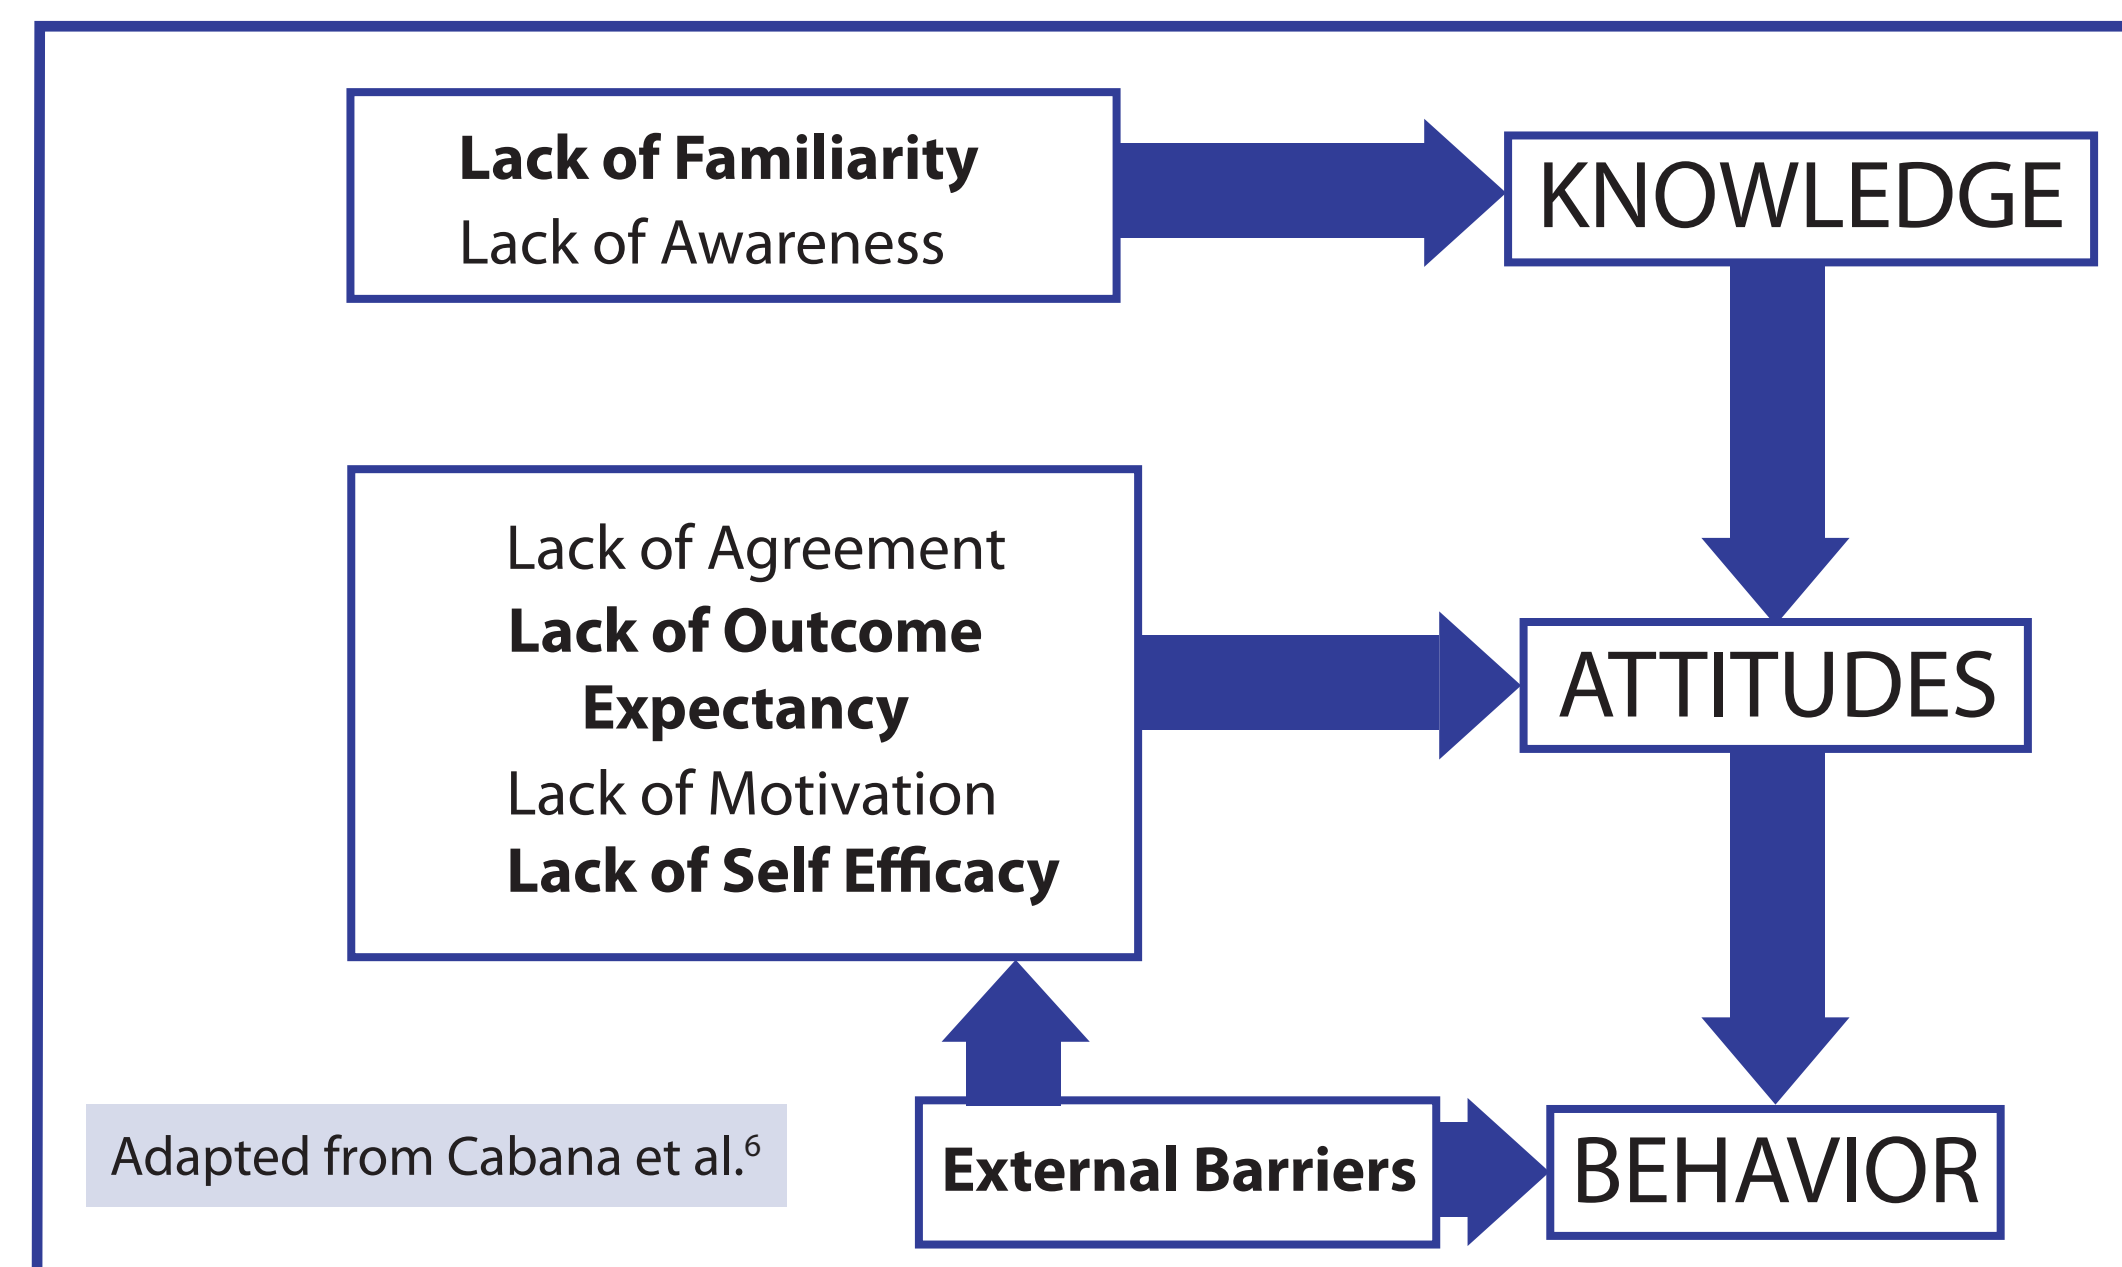 Lack of Familiarity
Lack of Awareness
KNOWLEDGE
Lack of Agreement
Lack of Outcome
Expectancy
Lack of Motivation
Lack of Self Efficacy
ATTITUDES
Adapted from Cabana et al.⁶
External Barriers
BEHAVIOR